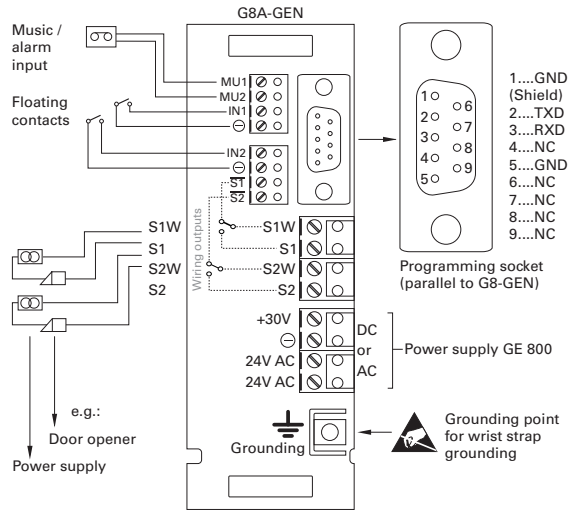 G8A-GEN
Music /
alarm
input
Floating
contacts
MU1
MU2
IN1
IN2
S1
S2
Wiring outputs
S1W
S1
S2W
S2
S1W
S1
S2W
S2
+30V
24V AC
24V AC
DC
or
AC
Power supply GE 800
Grounding
Grounding point
for wrist strap
grounding
e.g.:
Door opener
Power supply
1
2
3
4
5
6
7
8
9
1....GND
(Shield)
2....TXD
3....RXD
4....NC
5....GND
6....NC
7....NC
8....NC
9....NC
Programming socket
(parallel to G8-GEN)